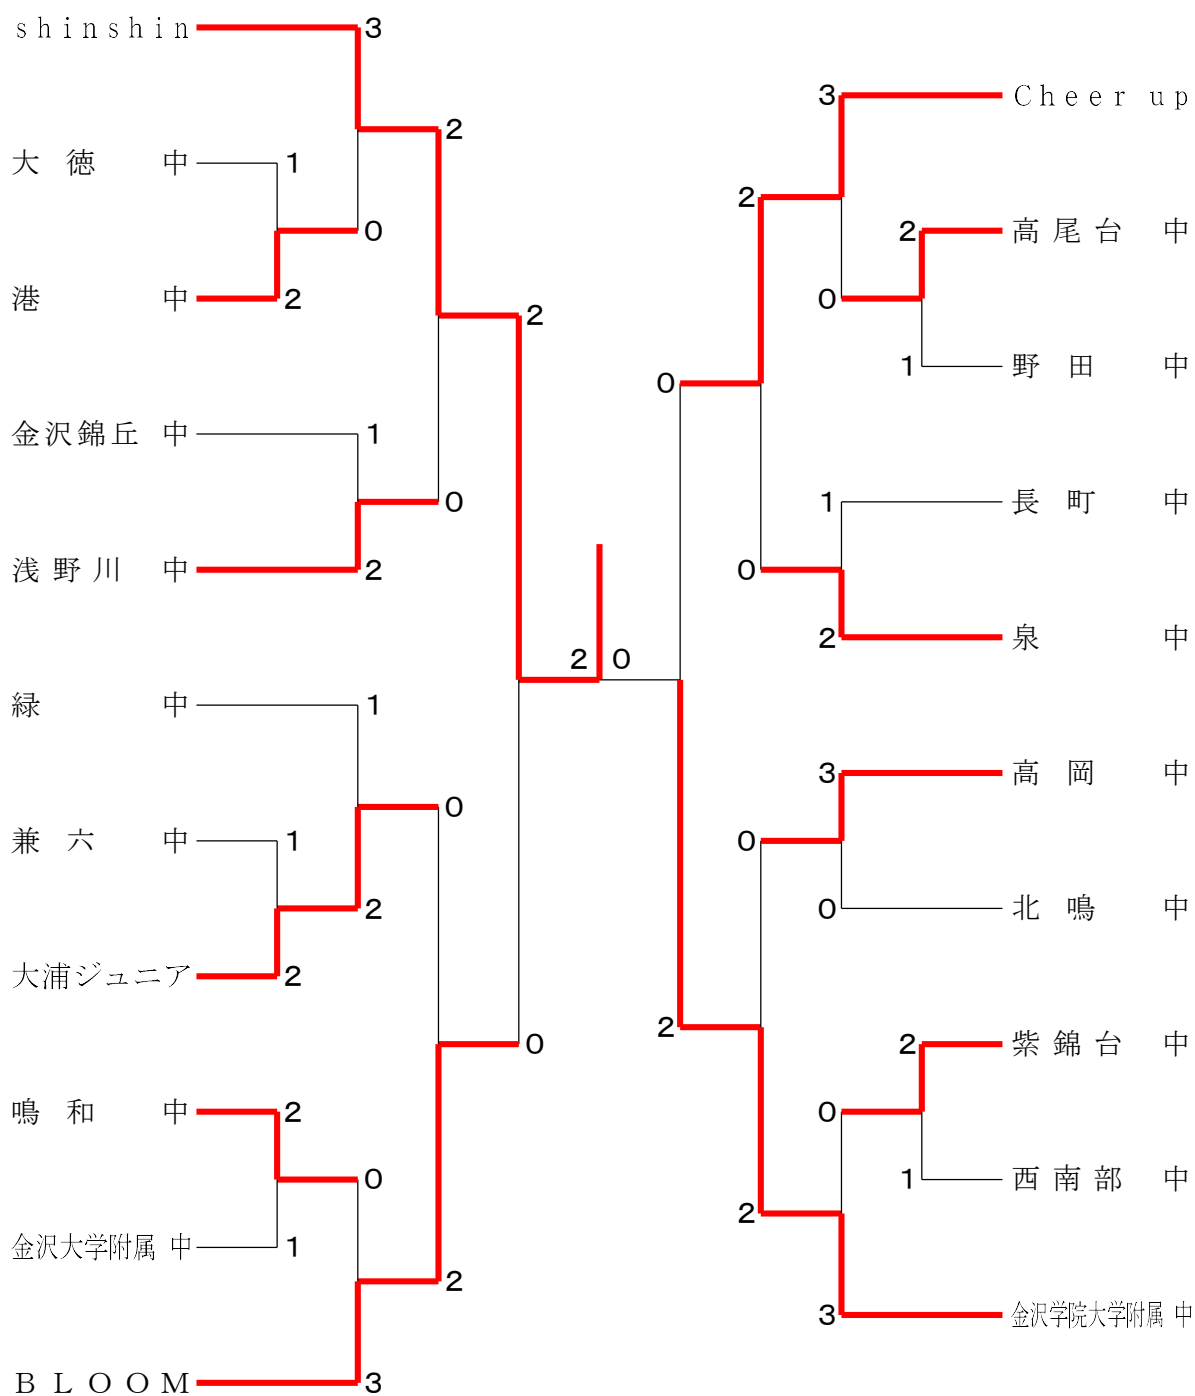 shinshin
3
2
大徳 中
1
0
港 中
2
2
金沢錦丘 中
1
0
浅野川 中
2
緑 中
1
0
兼六 中
1
2
大浦ジュニア
2
0
鳴和 中
2
0
金沢大学附属 中
1
2
BLOOM
3
2 0
3
Cheer up
2
2
高尾台 中
0
1
野田 中
0
1
長町 中
0
2
泉 中
3
高岡 中
0
0
北鳴 中
2
2
紫錦台 中
0
1
西南部 中
2
3
金沢学院大学附属 中